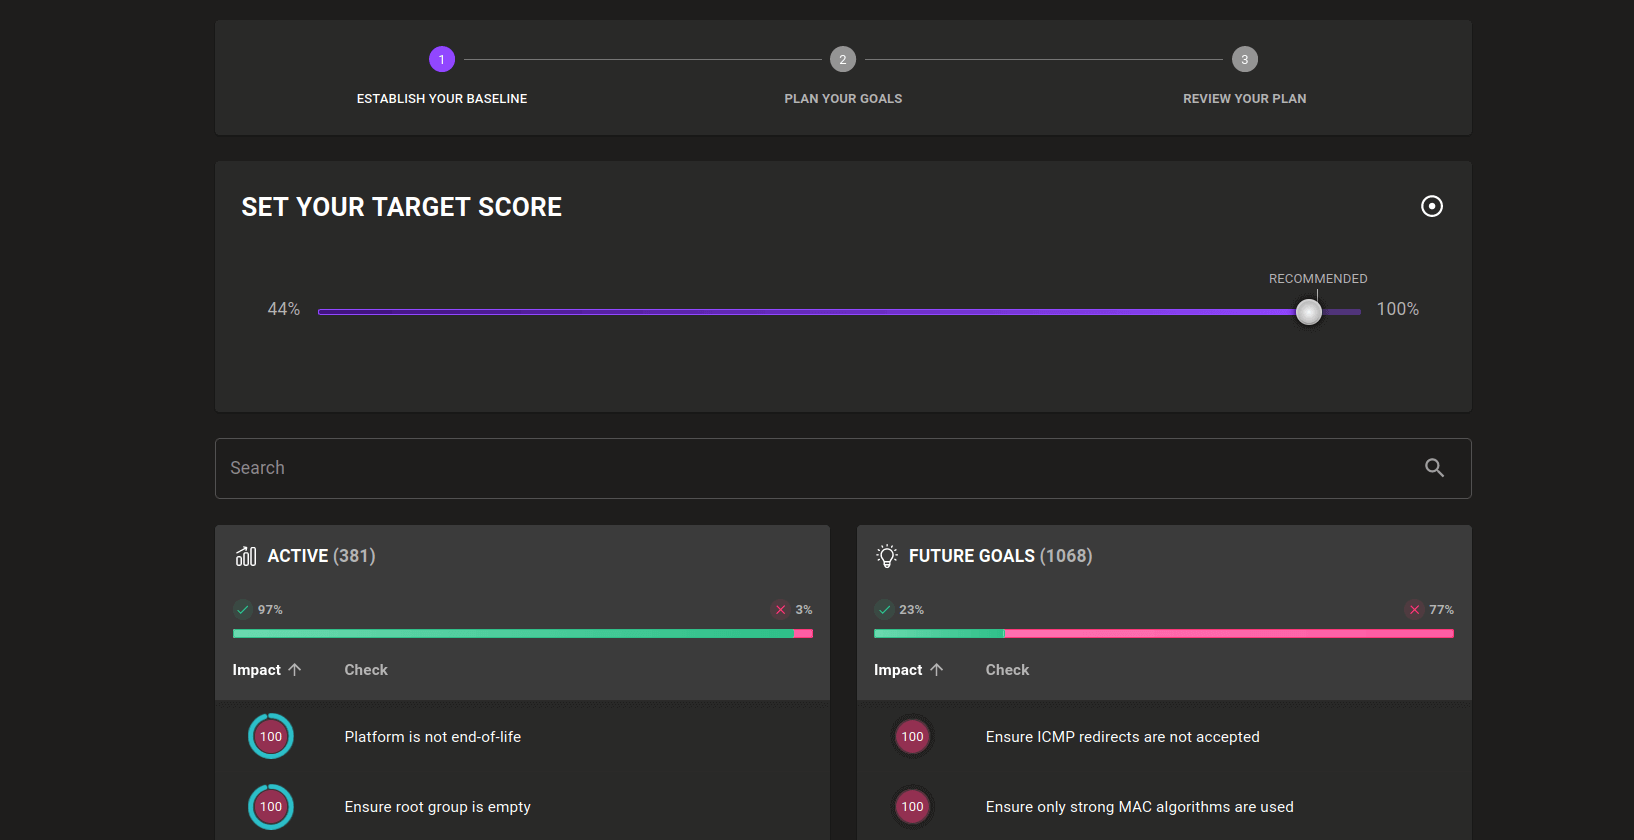 1
2
3
ESTABLISH YOUR BASELINE
PLAN YOUR GOALS
REVIEW YOUR PLAN
SET YOUR TARGET SCORE
RECOMMENDED
44%
100%
Search
ACTIVE (381)
97%
3%
Impact Check
100 Platform is not end-of-life
100 Ensure root group is empty
FUTURE GOALS (1068)
23%
77%
Impact Check
100 Ensure ICMP redirects are not accepted
100 Ensure only strong MAC algorithms are used